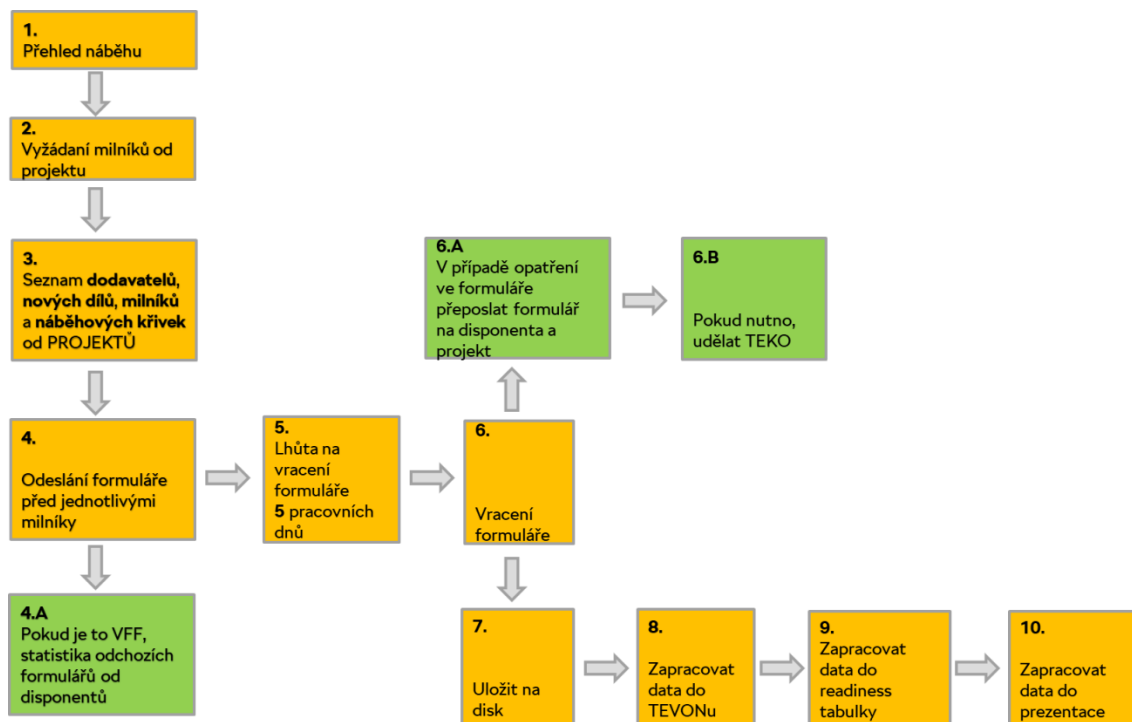 1.
Přehled náběhu
2.
Vyžádaní milníků od
projektu
3.
Seznam dodavatelů,
nových dílů, milníků
a náběhových křivek
od PROJEKTŮ
4.
Odeslání formuláře
před jednotlivými
milníky
4.A
Pokud je to VFF,
statistika odchozích
formulářů od
disponentů
5.
Lhůta na
vracení
formuláře
5 pracovních
dnů
6.
Vracení
formuláře
6.A
V případě opatření
ve formuláře
přeposlat formulář
na disponenta a
projekt
6.B
Pokud nutno,
udělat TEKO
7.
Uložit na
disk
8.
Zapracovat
data do
TEVONu
9.
Zapracovat
data do
readiness
tabulky
10.
Zapracovat
data do
prezentace